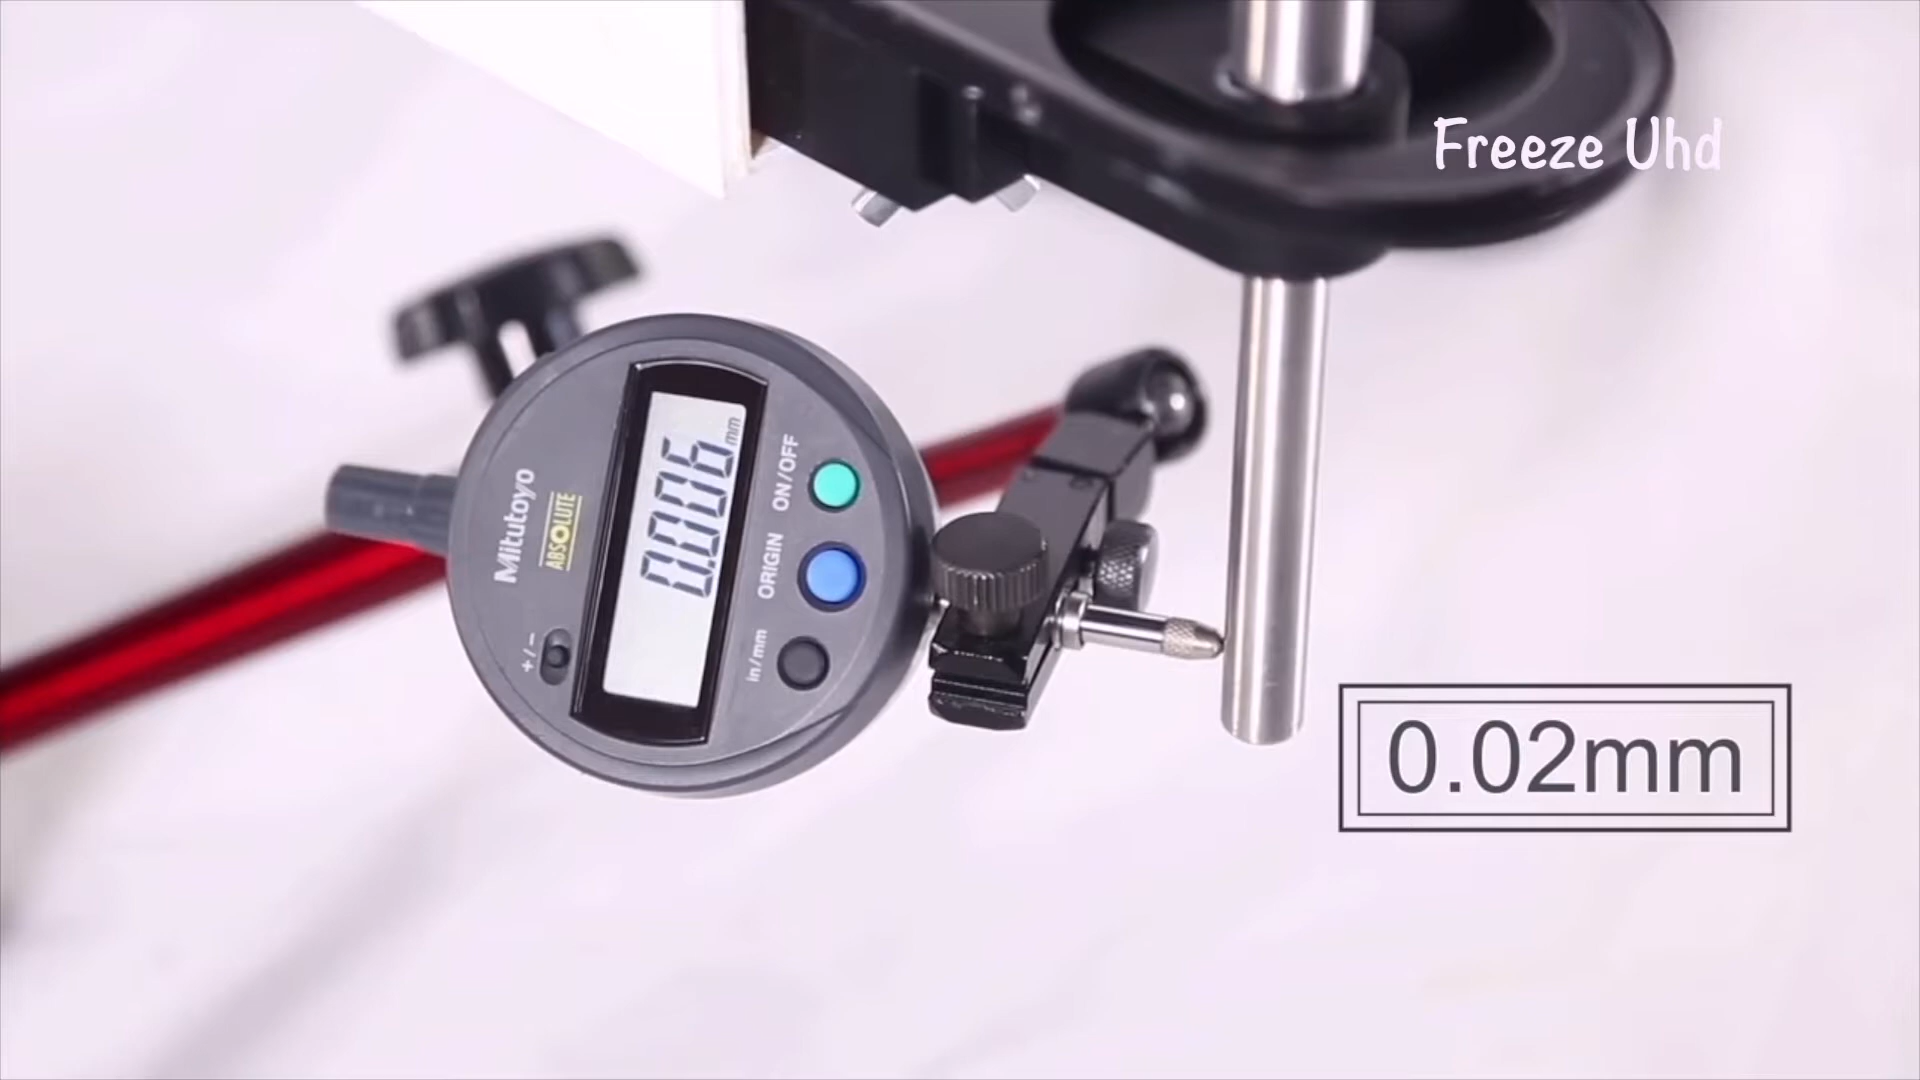 Freeze Uhd
Mitutoyo
ABSOLUTE
+/-
0.006
mm
ON/OFF
ORIGIN
in/mm
0.02mm